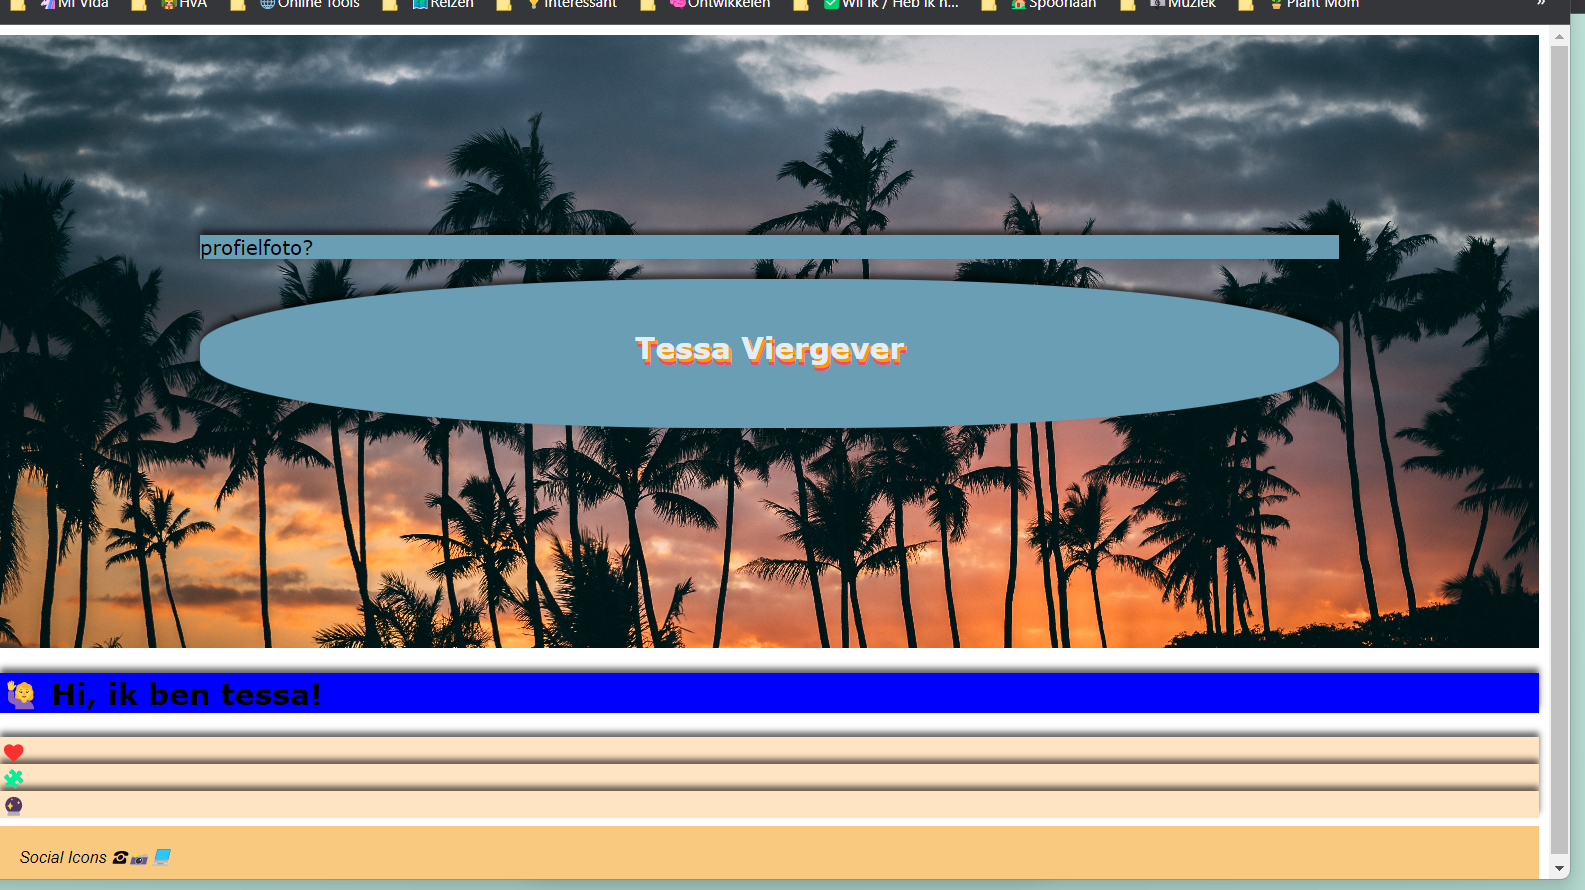 Mi Vida HvA Online Tools Reizen Interessant Ontwikkelen Wil ik / Heb ik n... Spoorlaan Muziek Plant Mom »
profielfoto?
Tessa Viergever
Hi, ik ben tessa!
Social Icons